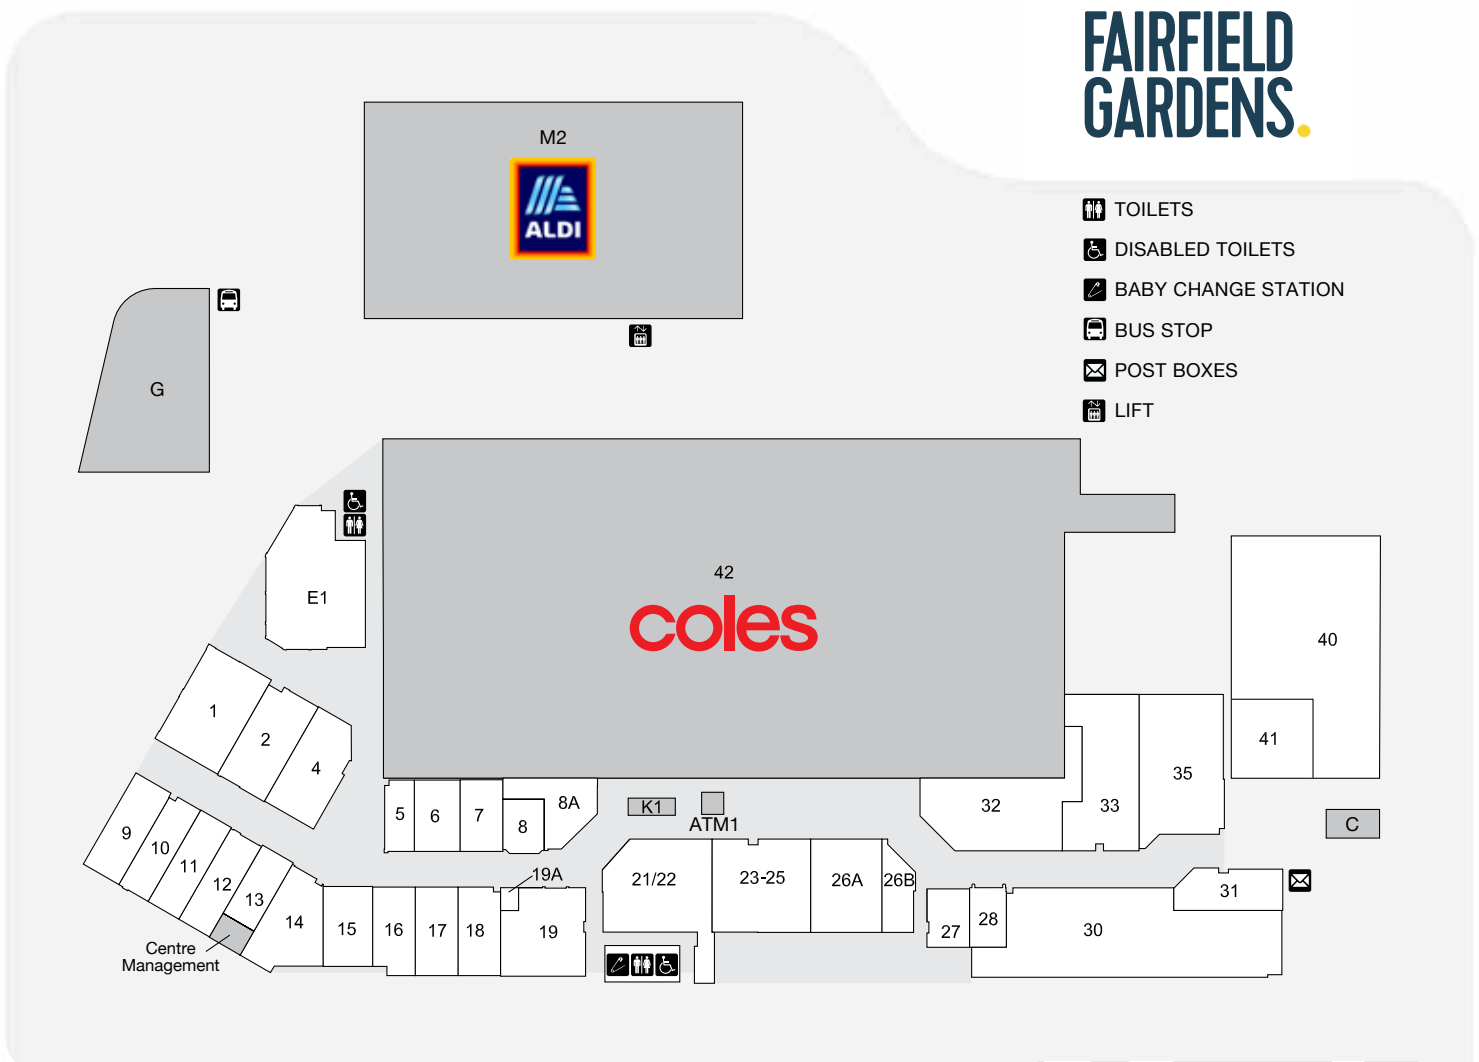 FAIRFIELD
GARDENS.
M2
ALDI
TOILETS
DISABLED TOILETS
BABY CHANGE STATION
BUS STOP
POST BOXES
LIFT
G
42
coles
E1
40
41
1
2
4
35
5
6
7
8
8A
K1
ATM1
32
33
C
9
10
11
12
13
14
15
16
17
18
19A
19
21/22
23-25
26A
26B
27
28
30
31
Centre
Management